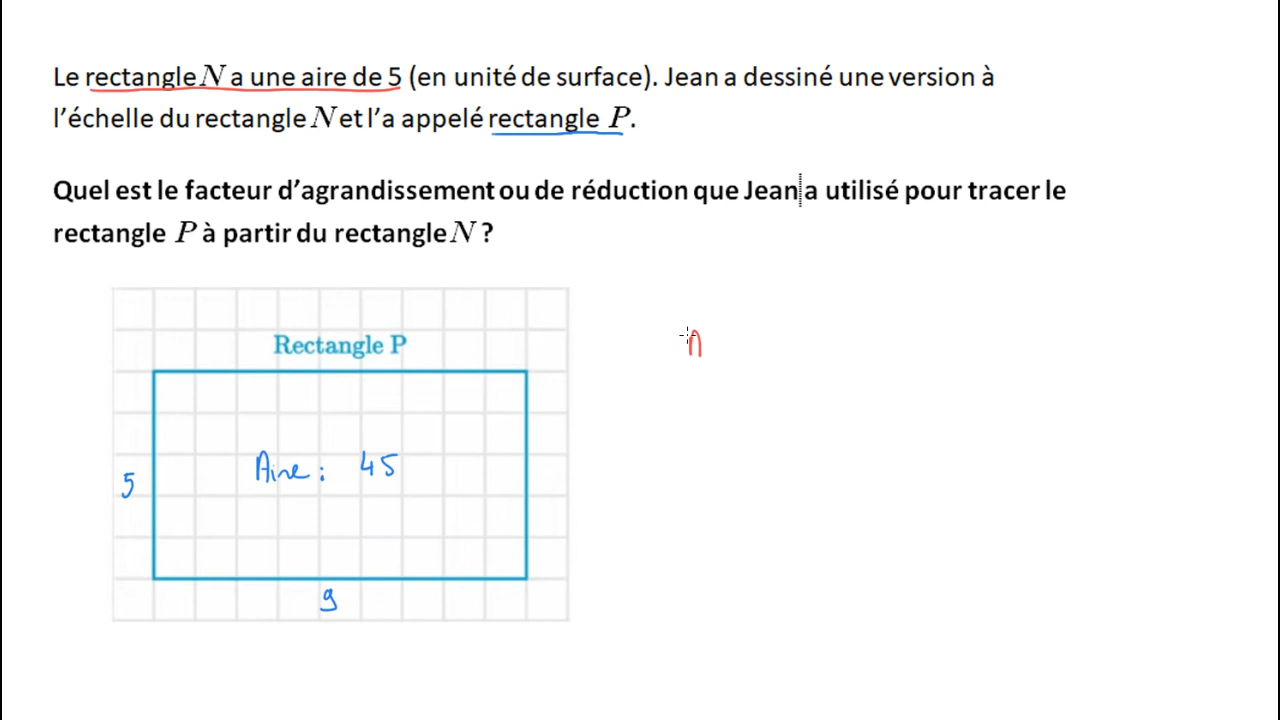 Le rectangle N a une aire de 5 (en unité de surface). Jean a dessiné une version à
l’échelle du rectangle N et l’a appelé rectangle P.
Quel est le facteur d’agrandissement ou de réduction que Jean a utilisé pour tracer le
rectangle P à partir du rectangle N ?
Rectangle P
Aire : 45
5
9